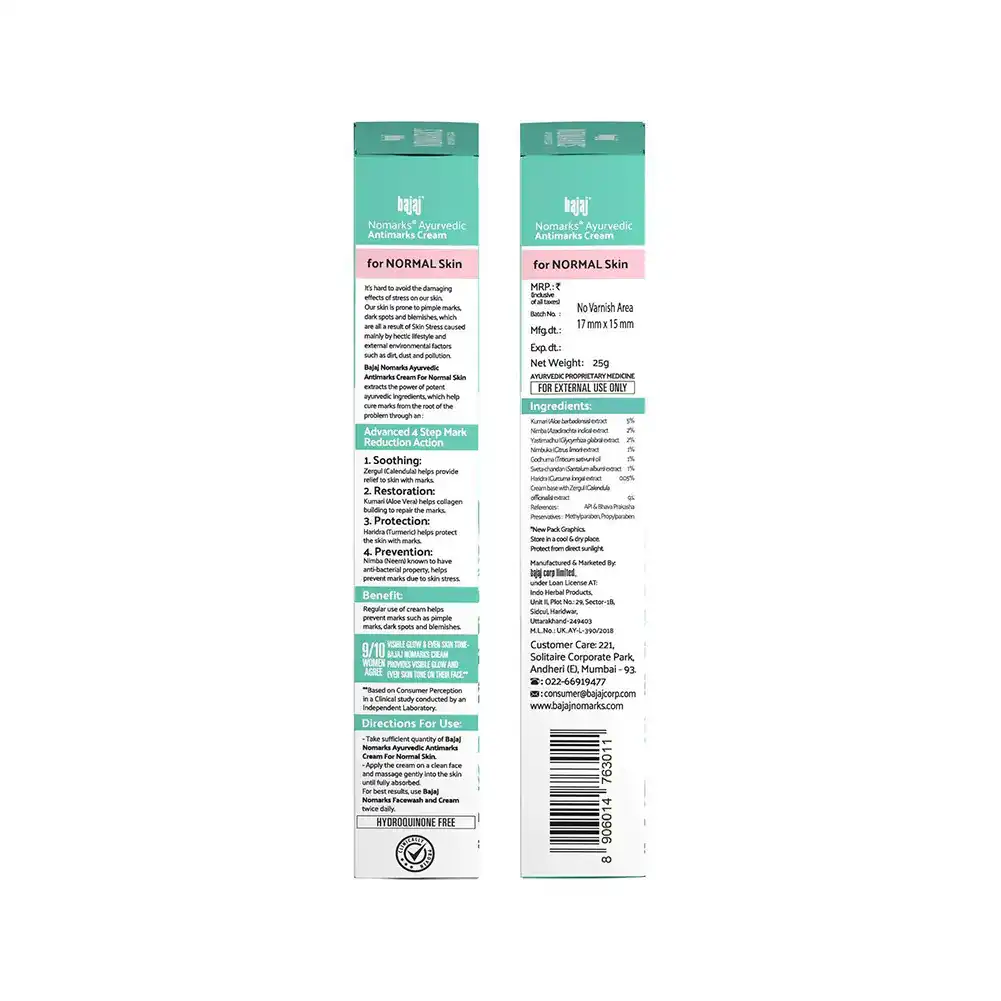 bajaj
Nomarks® Ayurvedic
Antimarks Cream
for NORMAL Skin
It's hard to avoid the damaging
effects of stress on our skin.
Our skin is prone to pimple marks,
dark spots and blemishes, which
are all a result of Skin Stress caused
mainly by hectic lifestyle and
external environmental factors
such as dirt, dust and pollution.
Bajaj Nomarks Ayurvedic
Antimarks Cream For Normal Skin
extracts the power of potent
ayurvedic ingredients, which help
cure marks from the root of the
problem through an :
Advanced 4 Step Mark
Reduction Action
1. Soothing:
Zergul (Calendula) helps provide
relief to skin with marks.
2. Restoration:
Kumari (Aloe Vera) helps collagen
building to repair the marks.
3. Protection:
Haridra (Turmeric) helps protect
the skin with marks.
4. Prevention:
Nimba (Neem) known to have
anti-bacterial property, helps
prevent marks due to skin stress.
Benefit:
Regular use of cream helps
prevent marks such as pimple
marks, dark spots and blemishes.
9/10
WOMEN
AGREE
VISIBLE GLOW & EVEN SKIN TONE-
BAJAJ NOMARKS CREAM
PROVIDES VISIBLE GLOW AND
EVEN SKIN TONE ON THEIR FACE.**
**Based on Consumer Perception
in a Clinical study conducted by an
Independent Laboratory.
Directions For Use:
- Take sufficient quantity of Bajaj
Nomarks Ayurvedic Antimarks
Cream For Normal Skin.
- Apply the cream on a clean face
and massage gently into the skin
until fully absorbed.
For best results, use Bajaj
Nomarks Facewash and Cream
twice daily.
HYDROQUINONE FREE
CLINICALLY PROVEN
bajaj
Nomarks® Ayurvedic
Antimarks Cream
for NORMAL Skin
MRP.: ₹
(Inclusive
of all taxes)
Batch No. :
Mfg.dt.:
Exp. dt.:
No Varnish Area
17 mm x 15 mm
Net Weight: 25g
AYURVEDIC PROPRIETARY MEDICINE
FOR EXTERNAL USE ONLY
Ingredients:
Kumari (Aloe barbadensis) extract 5%
Nimba (Azadirachta indica) extract 2%
Yastimadhu (Glycyrrhiza glabra) extract 2%
Nimbuka (Citrus limon) extract 1%
Godhuma (Triticum sativum) oil 1%
Sveta-chandan (Santalum album) extract 1%
Haridra (Curcuma longa) extract 0.05%
Cream base with Zergul (Calendula
officinalis) extract q.s.
References : API & Bhava Prakasha
Preservatives : Methylparaben, Propylparaben
*New Pack Graphics.
Store in a cool & dry place.
Protect from direct sunlight.
Manufactured & Marketed By:
bajaj corp limited.,
under Loan License AT:
Indo Herbal Products,
Unit II, Plot No.: 29, Sector-1B,
Sidcul, Haridwar,
Uttarakhand-249403
M.L.No.: UK.AY-L-390/2018
Customer Care: 221,
Solitaire Corporate Park,
Andheri (E), Mumbai - 93.
☎: 022-66919477
✉: consumer@bajajcorp.com
www.bajajnomarks.com
8 906014 763011